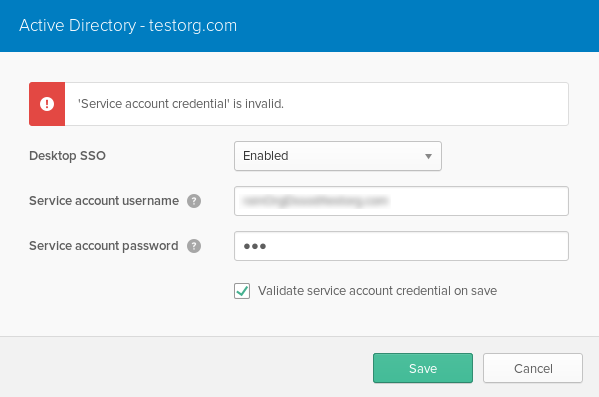 Active Directory - testorg.com
'Service account credential' is invalid.
Desktop SSO
Enabled
Service account username ?
Service account password ?
●●●
Validate service account credential on save
Save
Cancel